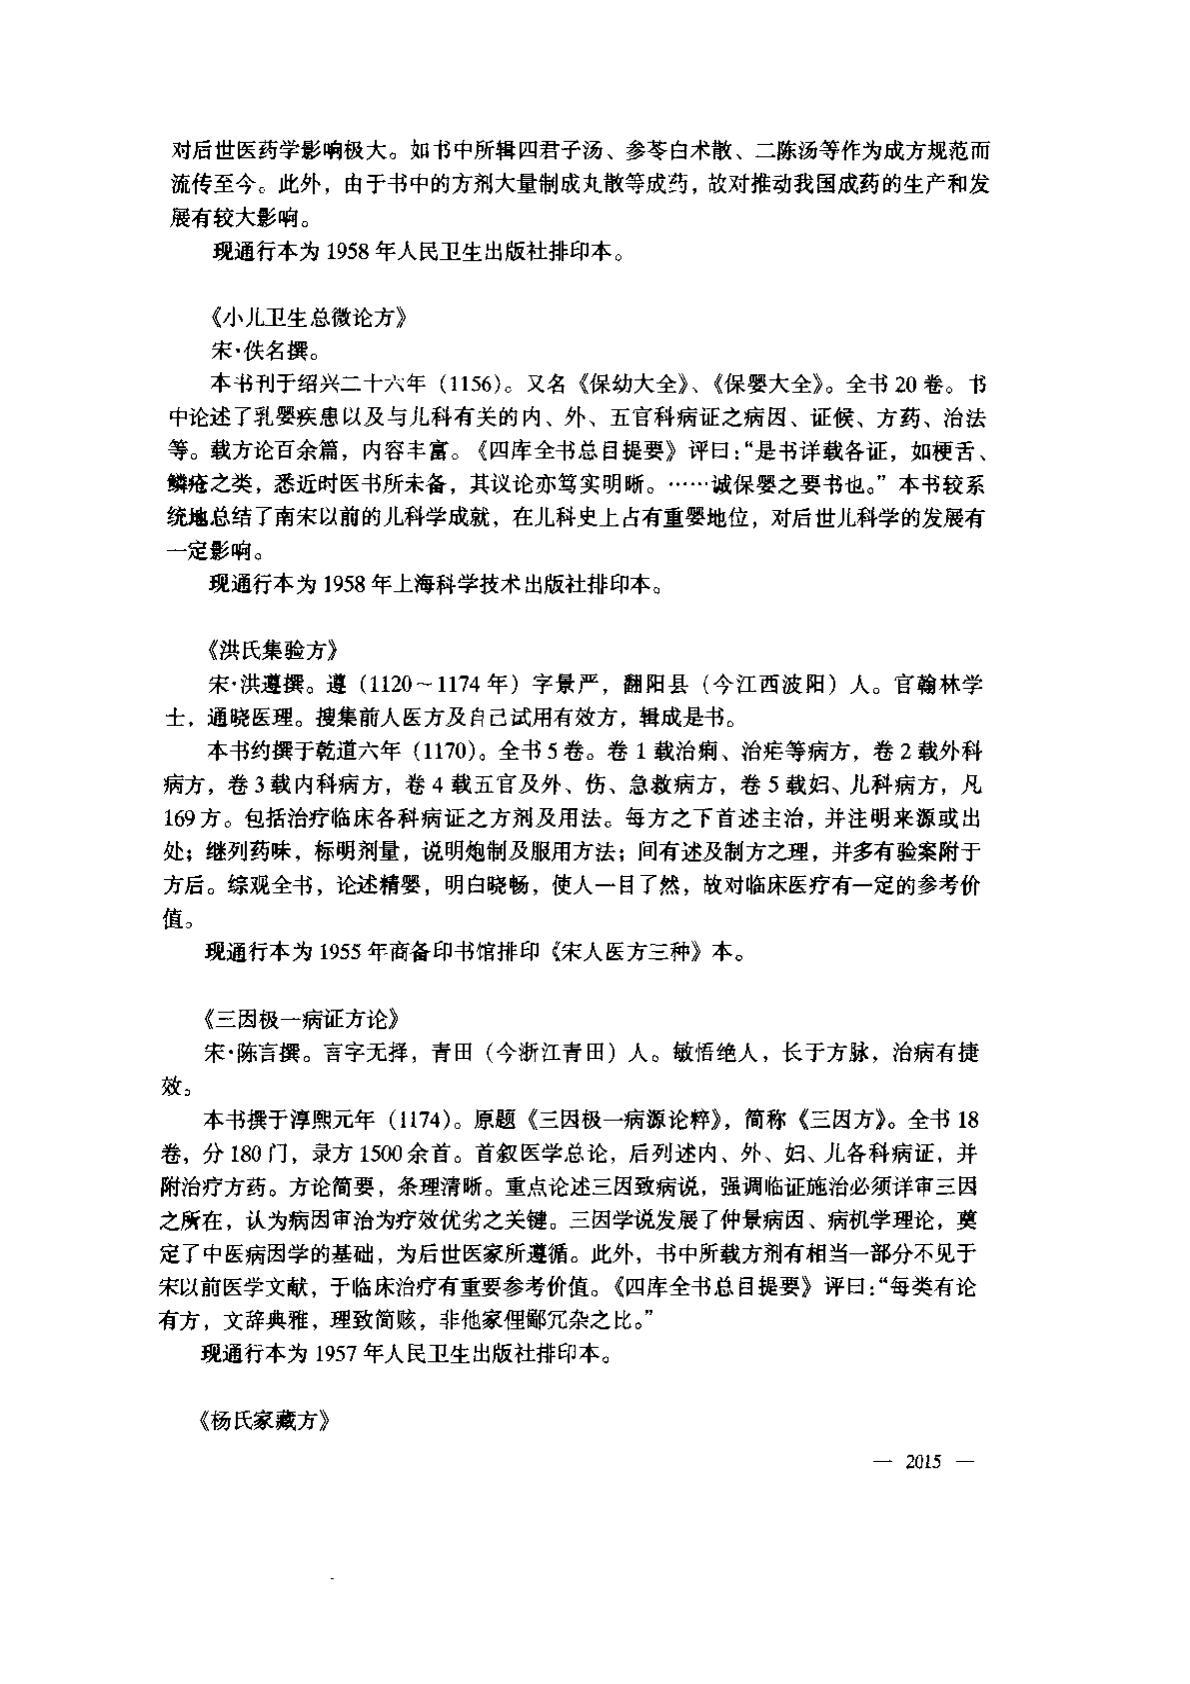 对后世医药学影响极大。如书中所辑四君子汤、参苓白术散、二陈汤等作为成方规范而
流传至今。此外，由于书中的方剂大量制成丸散等成药，故对推动我国成药的生产和发
展有较大影响。
现通行本为 1958 年人民卫生出版社排印本。
《小儿卫生总微论方》
宋·佚名撰。
本书刊于绍兴二十六年（1156）。又名《保幼大全》、《保婴大全》。全书 20 卷。书
中论述了乳婴疾患以及与儿科有关的内、外、五官科病证之病因、证候、方药、治法
等。载方论百余篇，内容丰富。《四库全书总目提要》评曰：“是书详载各证，如梗舌、
鳞疮之类，悉近时医书所未备，其议论亦笃实明晰。……诚保婴之要书也。”本书较系
统地总结了南宋以前的儿科学成就，在儿科史上占有重要地位，对后世儿科学的发展有
一定影响。
现通行本为 1958 年上海科学技术出版社排印本。
《洪氏集验方》
宋·洪遵撰。遵（1120～1174 年）字景严，鄱阳县（今江西波阳）人。官翰林学
士，通晓医理。搜集前人医方及自己试用有效方，辑成是书。
本书约撰于乾道六年（1170）。全书 5 卷。卷 1 载治痢、治疟等病方，卷 2 载外科
病方，卷 3 载内科病方，卷 4 载五官及外、伤、急救病方，卷 5 载妇、儿科病方，凡
169 方。包括治疗临床各科病证之方剂及用法。每方之下首述主治，并注明来源或出
处；继列药味，标明剂量，说明炮制及服用方法；间有述及制方之理，并多有验案附于
方后。综观全书，论述精要，明白晓畅，使人一目了然，故对临床医疗有一定的参考价
值。
现通行本为 1955 年商务印书馆排印《宋人医方三种》本。
《三因极一病证方论》
宋·陈言撰。言字无择，青田（今浙江青田）人。敏悟绝人，长于方脉，治病有捷
效。
本书撰于淳熙元年（1174）。原题《三因极一病源论粹》，简称《三因方》。全书 18
卷，分 180 门，录方 1500 余首。首叙医学总论，后列述内、外、妇、儿各科病证，并
附治疗方药。方论简要，条理清晰。重点论述三因致病说，强调临证施治必须详审三因
之所在，认为病因审治为疗效优劣之关键。三因学说发展了仲景病因、病机学理论，奠
定了中医病因学的基础，为后世医家所遵循。此外，书中所载方剂有相当一部分不见于
宋以前医学文献，于临床治疗有重要参考价值。《四库全书总目提要》评曰：“每类有论
有方，文辞典雅，理致简赅，非他家俚鄙冗杂之比。”
现通行本为 1957 年人民卫生出版社排印本。
《杨氏家藏方》
— 2015 —